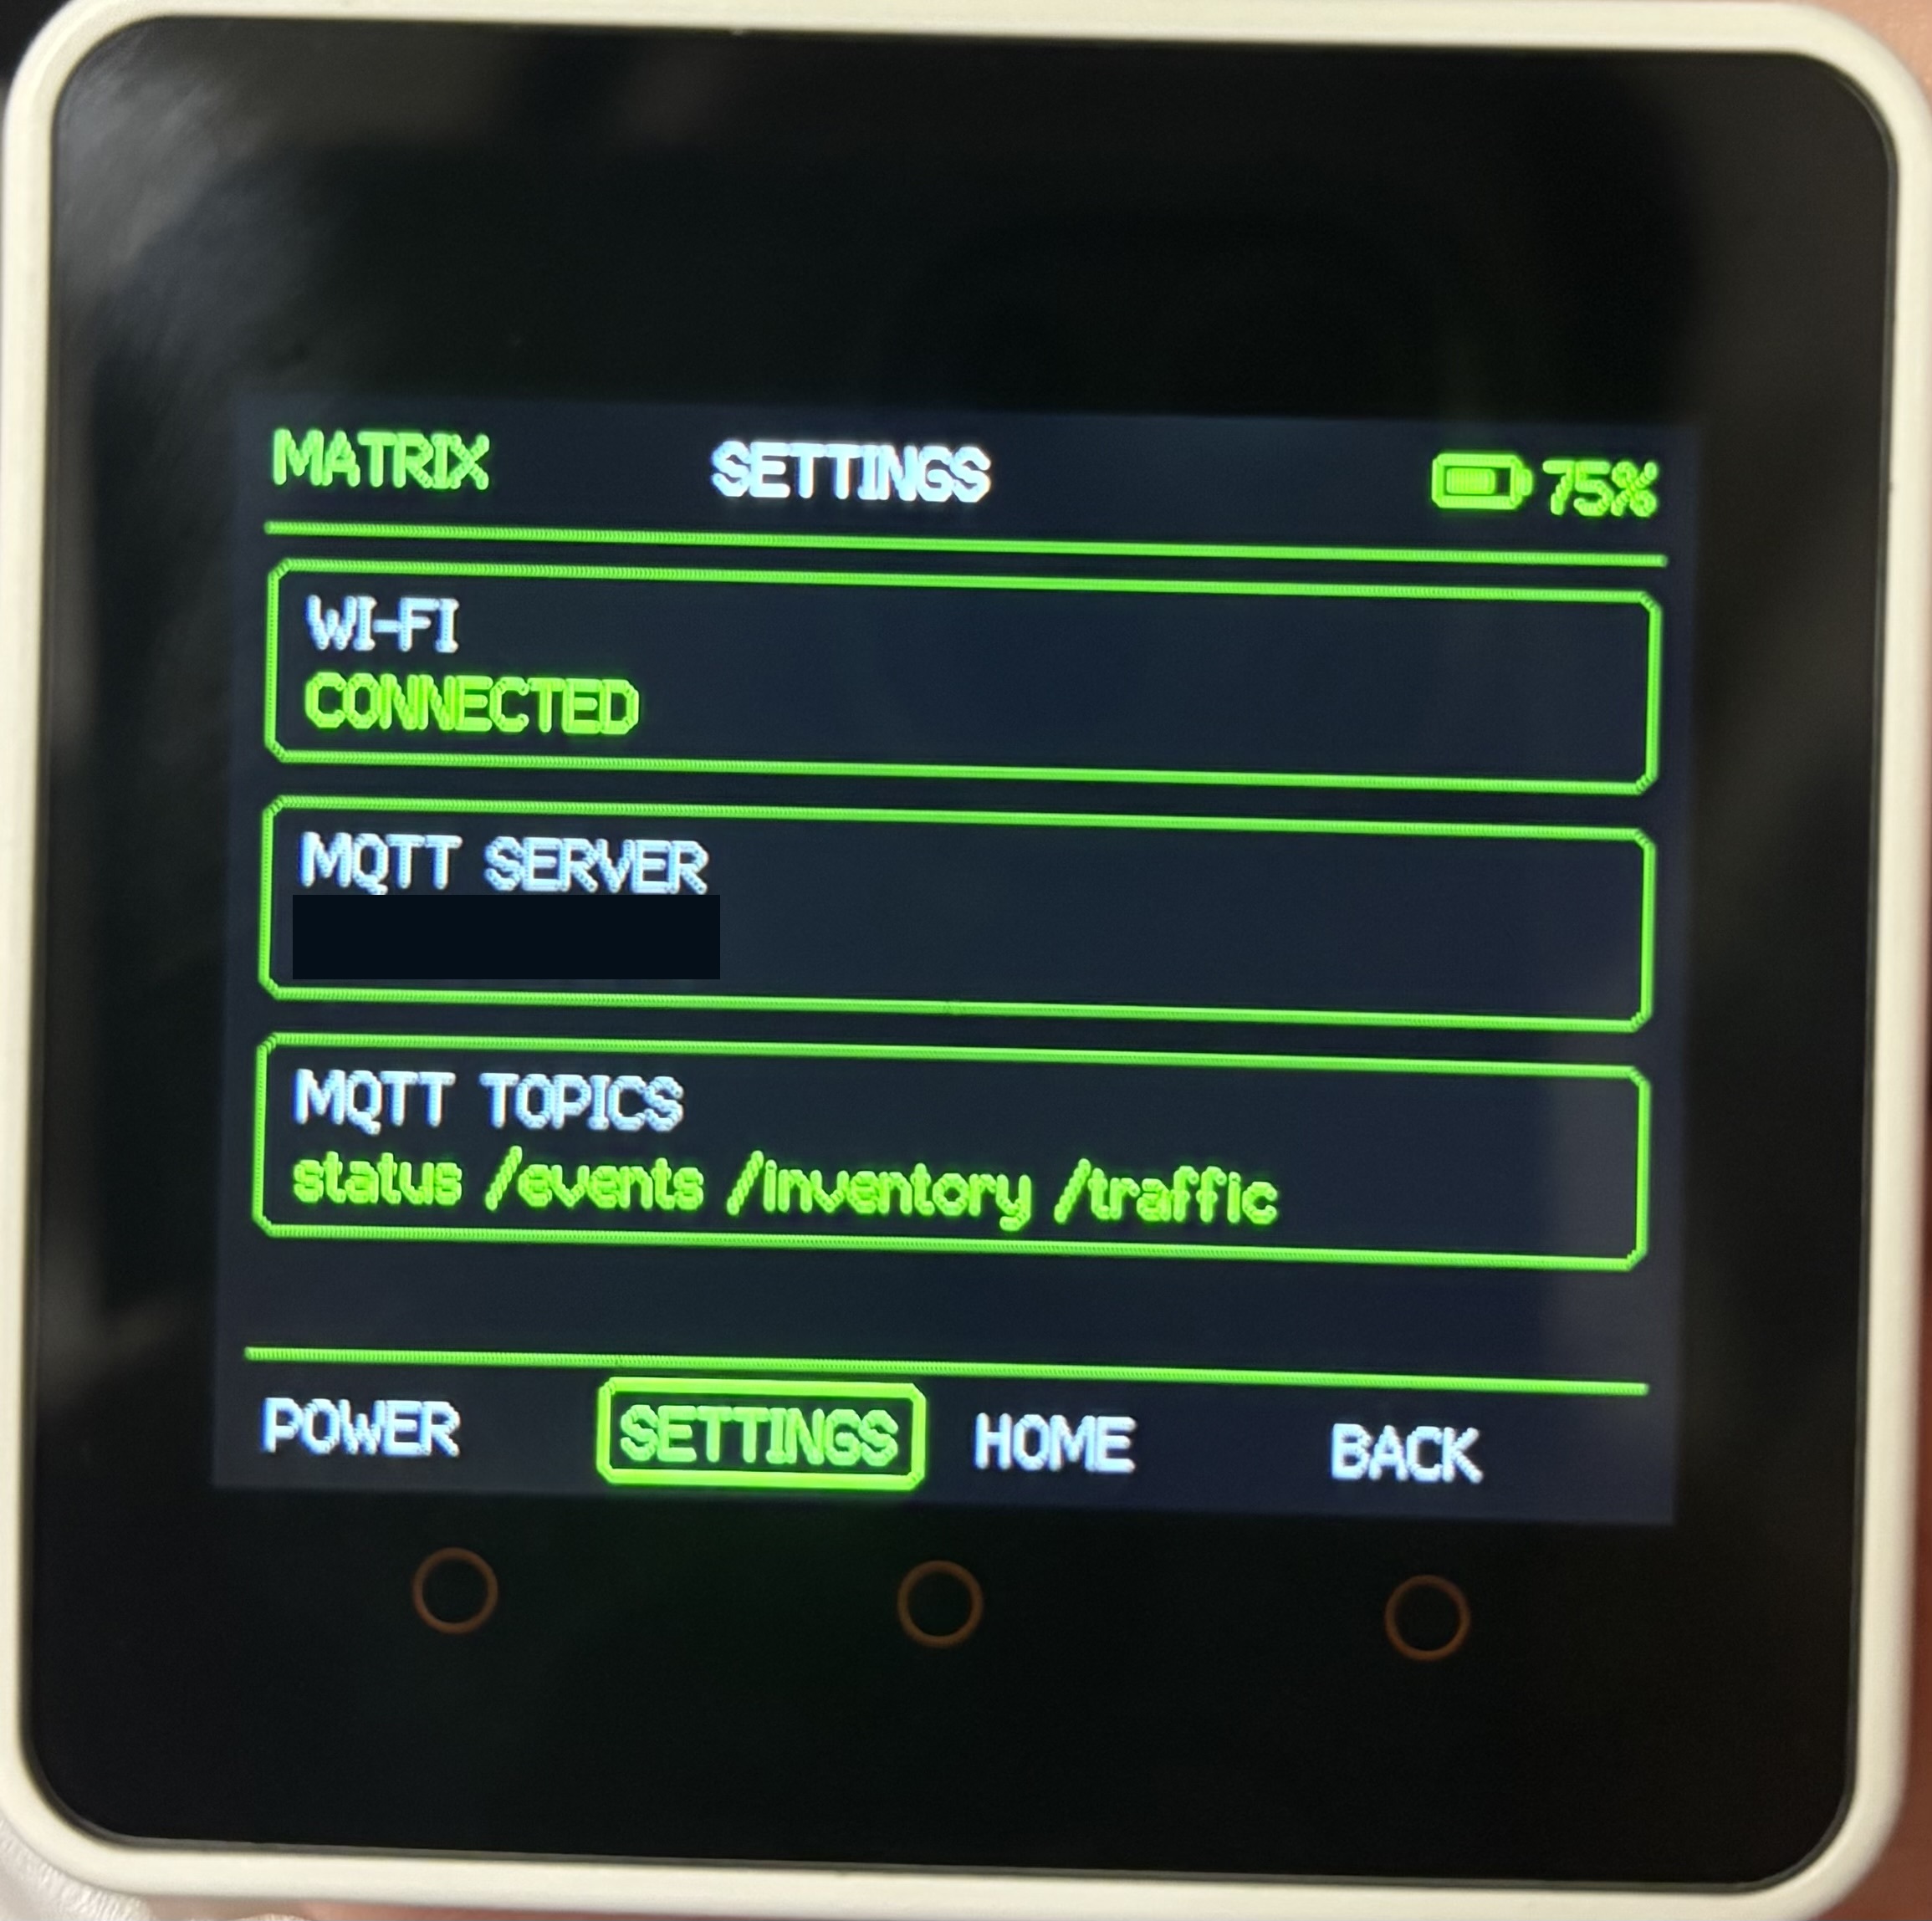 MATRIX SETTINGS 75%
WI-FI
CONNECTED
MQTT SERVER
MQTT TOPICS
status /events /inventory /traffic
POWER SETTINGS HOME BACK